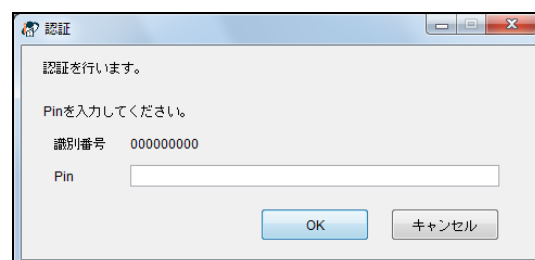 認証
認証を行います。
Pinを入力してください。
識別番号 000000000
Pin
OK キャンセル